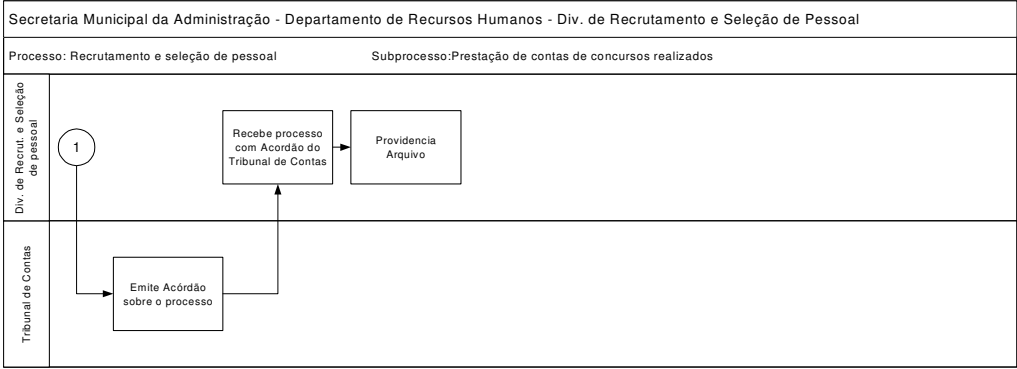 Secretaria Municipal da Administração - Departamento de Recursos Humanos - Div. de Recrutamento e Seleção de Pessoal
Processo: Recrutamento e seleção de pessoal
Subprocesso:Prestação de contas de concursos realizados
Div. de Recrut. e Seleção
de pessoal
1
Recebe processo
com Acordão do
Tribunal de Contas
Providencia
Arquivo
Tribunal de Contas
Emite Acórdão
sobre o processo